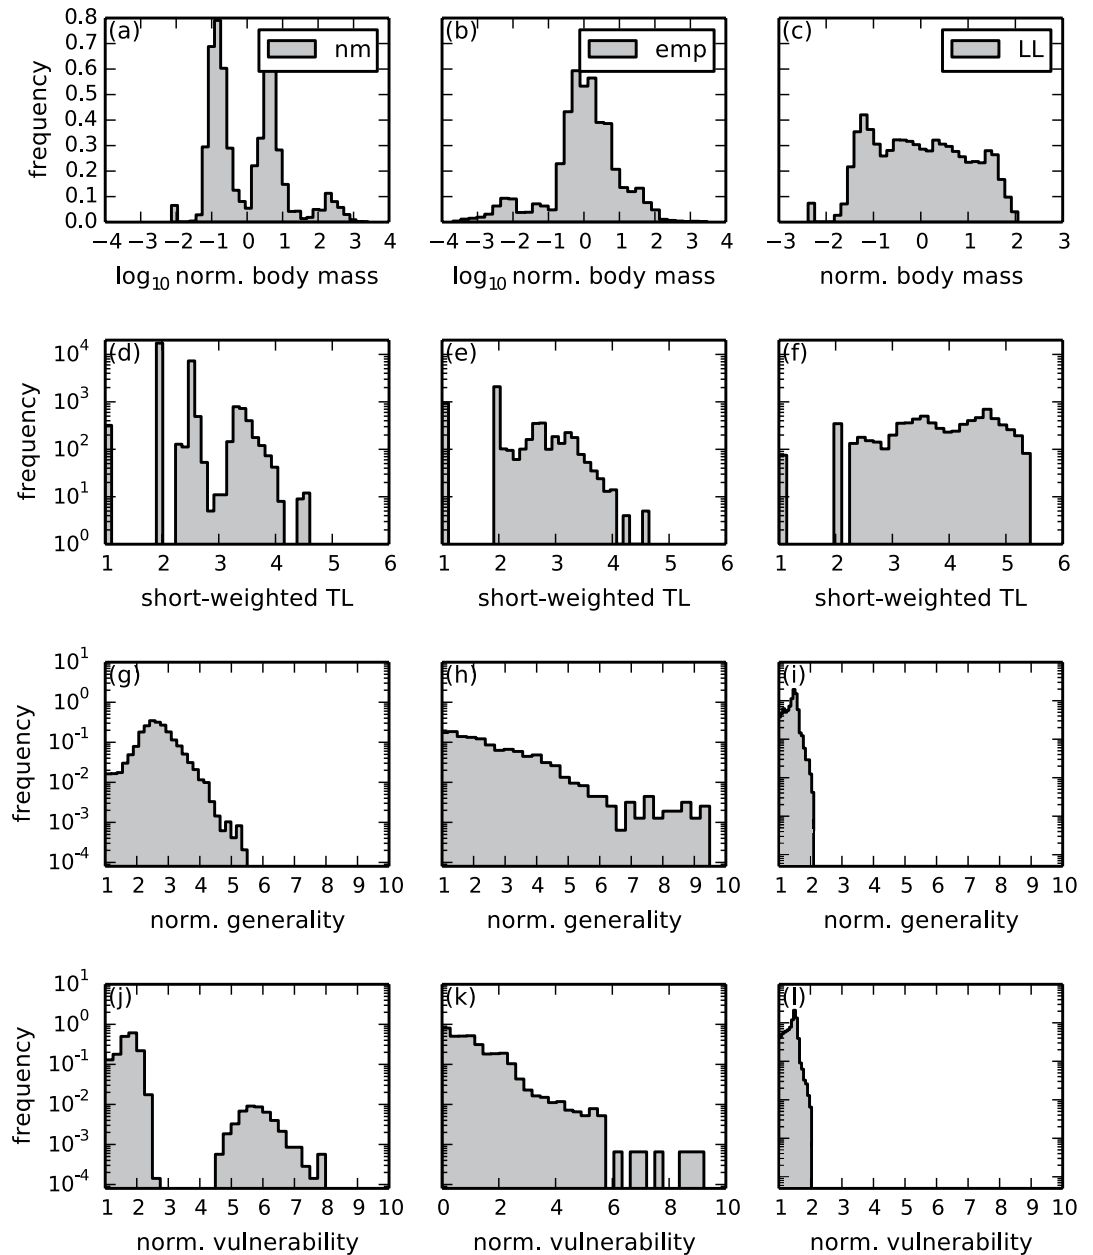 (a) nm (b) emp (c) LL
frequency
0.8
0.7
0.6
0.5
0.4
0.3
0.2
0.1
0.0
−4 −3 −2 −1 0 1 2 3 4 −4 −3 −2 −1 0 1 2 3 4 −3 −2 −1 0 1 2 3
log10 norm. body mass log10 norm. body mass norm. body mass
(d) (e) (f)
frequency
10^4
10^3
10^2
10^1
10^0
1 2 3 4 5 6 1 2 3 4 5 6 1 2 3 4 5 6
short-weighted TL short-weighted TL short-weighted TL
(g) (h) (i)
frequency
10^1
10^0
10^-1
10^-2
10^-3
10^-4
1 2 3 4 5 6 7 8 9 10 1 2 3 4 5 6 7 8 9 10 1 2 3 4 5 6 7 8 9 10
norm. generality norm. generality norm. generality
(j) (k) (l)
frequency
10^1
10^0
10^-1
10^-2
10^-3
10^-4
1 2 3 4 5 6 7 8 9 10 0 2 4 6 8 10 1 2 3 4 5 6 7 8 9 10
norm. vulnerability norm. vulnerability norm. vulnerability